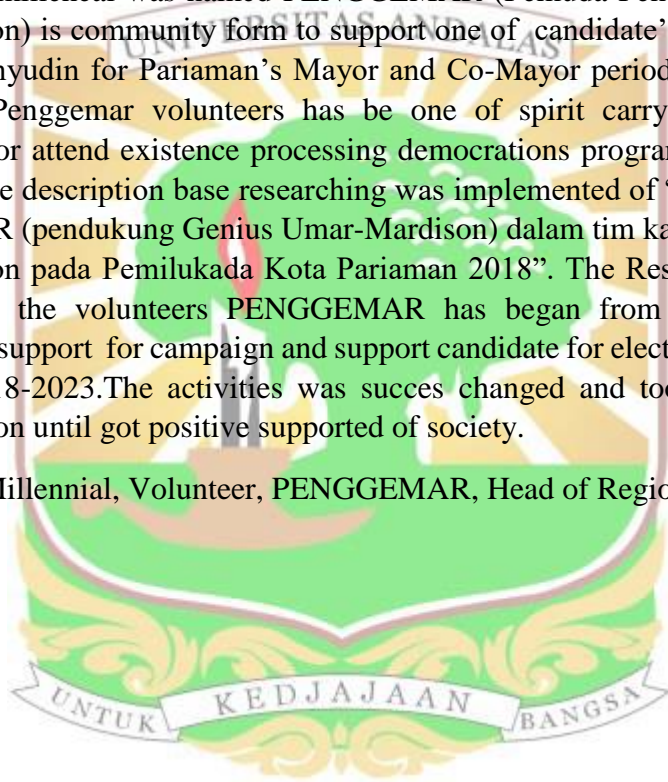 was named PENGGEMAR (Pemuda
on) is community form to support one of candidate'
UNIVERSITAS ANDALAS
nyudin for Pariaman's Mayor and Co-Mayor period
Penggemar volunteers has be one of spirit carry
or attend existence processing democrations program
e description base researching was implemented of "
R (pendukung Genius Umar-Mardison) dalam tim ka
on pada Pemilukada Kota Pariaman 2018". The Res
the volunteers PENGGEMAR has began from
support for campaign and support candidate for elect
18-2023.The activities was succes changed and too
on until got positive supported of society.
Millennial, Volunteer, PENGGEMAR, Head of Regio
UNTUK KEDJAJAAN BANGSA